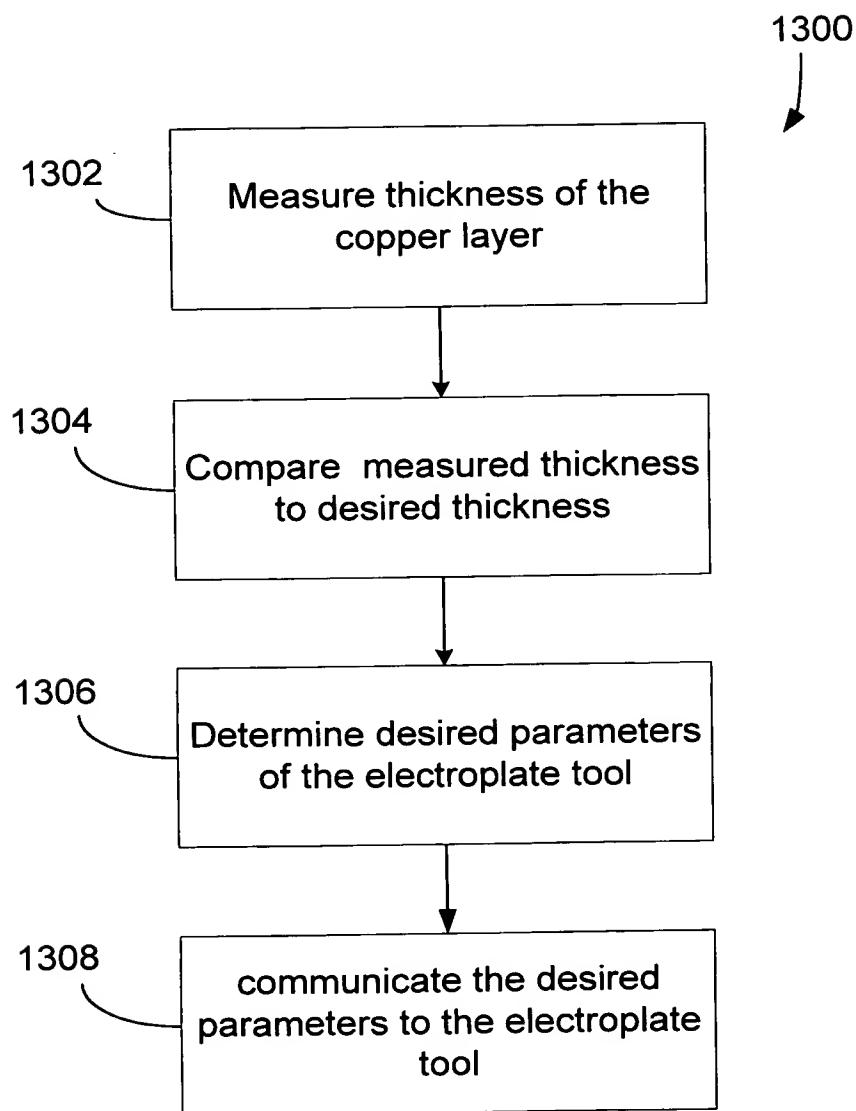 1300
1302
Measure thickness of the
copper layer
1304
Compare measured thickness
to desired thickness
1306
Determine desired parameters
of the electroplate tool
1308
communicate the desired
parameters to the electroplate
tool